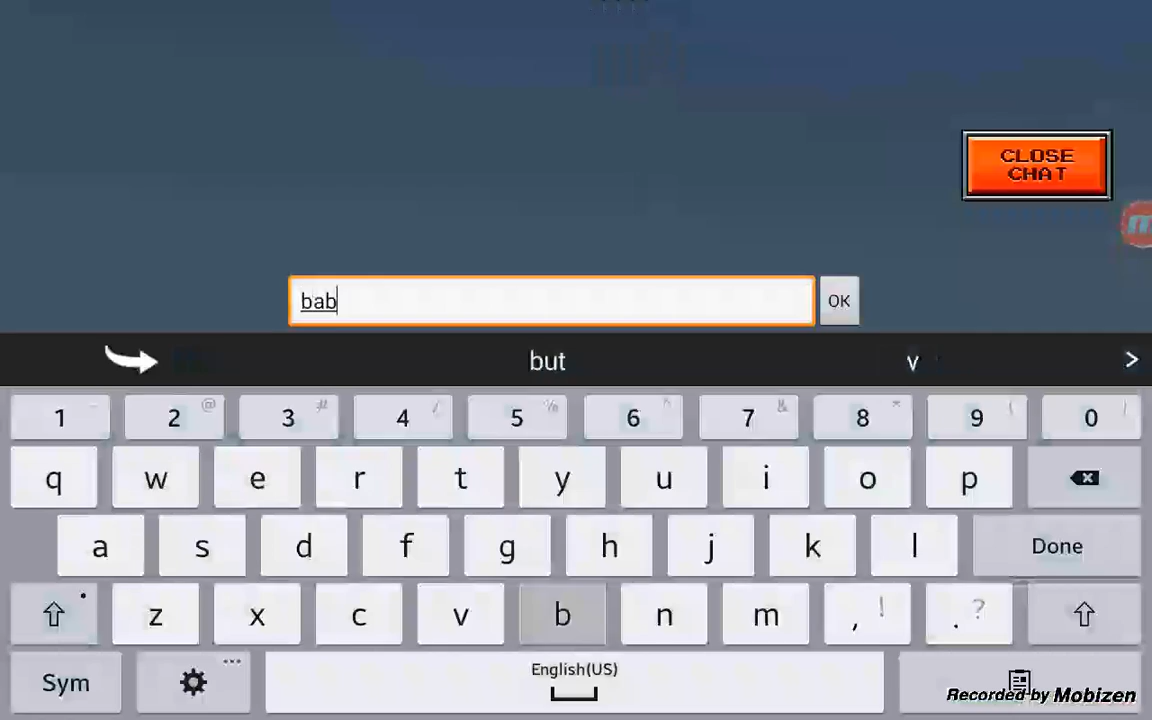 CLOSE
CHAT
m
bab
OK
but v >
1 2 @ 3 # 4 / 5 % 6 ^ 7 & 8 * 9 ( 0 )
q w e r t y u i o p
a s d f g h j k l Done
z x c v b n m , ! . ?
Sym ... English(US)
Recorded by Mobizen